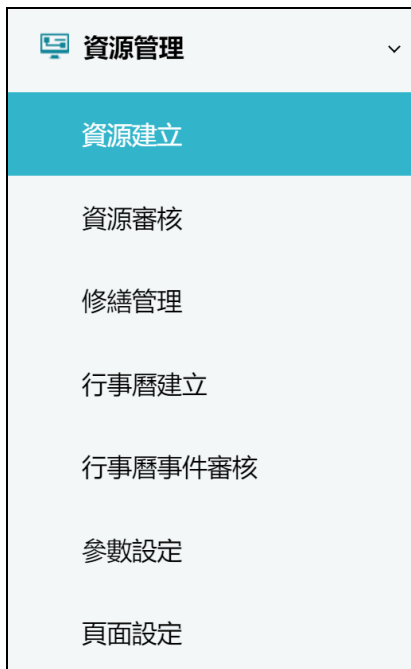 資源管理
資源建立
資源審核
修繕管理
行事曆建立
行事曆事件審核
參數設定
頁面設定